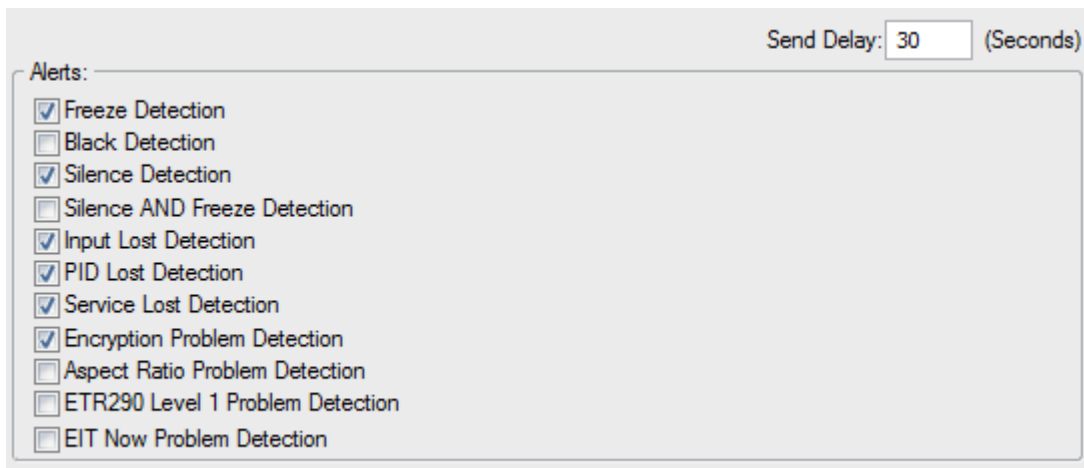 Send Delay: 30 (Seconds)
Alerts:
Freeze Detection
Black Detection
Silence Detection
Silence AND Freeze Detection
Input Lost Detection
PID Lost Detection
Service Lost Detection
Encryption Problem Detection
Aspect Ratio Problem Detection
ETR290 Level 1 Problem Detection
EIT Now Problem Detection